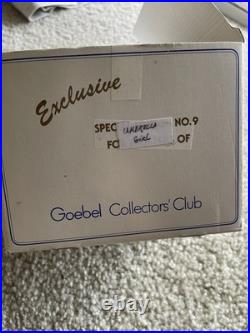 Exclusive
SPEC NO.9
UMBRELLA
GIRL
FO OF
Goebel Collectors' Club